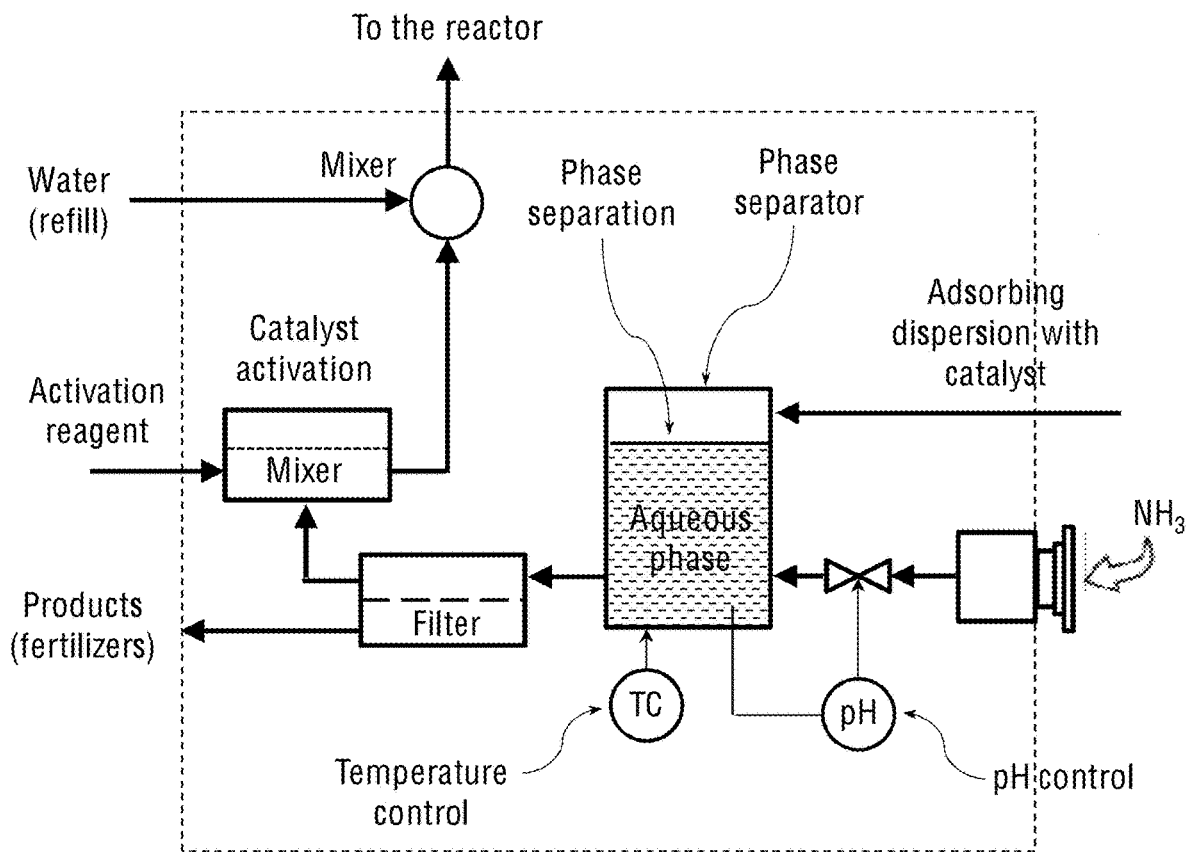 To the reactor
Mixer
Water
(refill)
Phase
separation
Phase
separator
Adsorbing
dispersion with
catalyst
Catalyst
activation
Activation
reagent
Mixer
Aqueous
phase
NH3
Products
(fertilizers)
Filter
TC
pH
Temperature
control
pH control